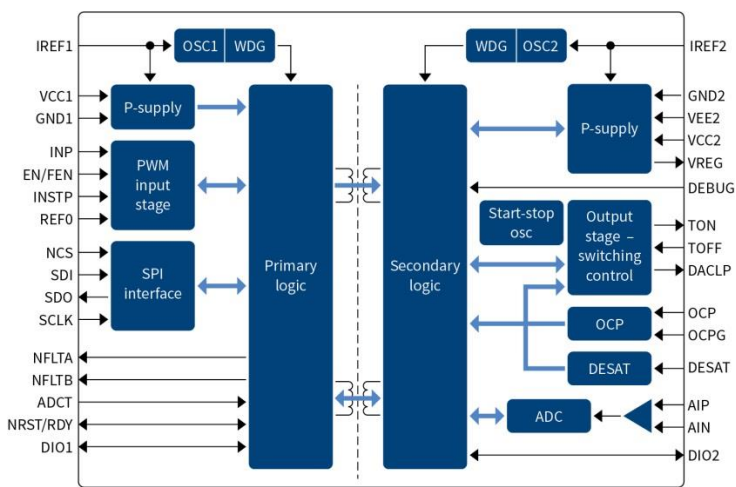 IREF1
OSC1
WDG
WDG
OSC2
IREF2
VCC1
GND1
P-supply
INP
EN/FEN
INSTP
REF0
PWM
input
stage
NCS
SDI
SDO
SCLK
SPI
interface
NFLTA
NFLTB
ADCT
NRST/RDY
DIO1
Primary
logic
Secondary
logic
P-supply
GND2
VEE2
VCC2
VREG
DEBUG
Start-stop
osc
Output
stage –
switching
control
TON
TOFF
DACLP
OCP
OCP
OCPG
DESAT
DESAT
ADC
AIP
AIN
DIO2